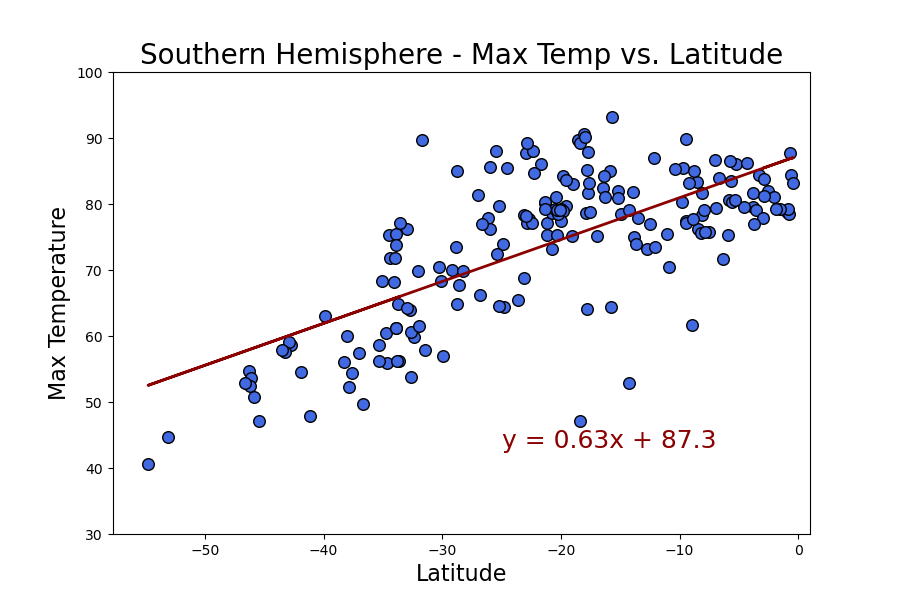 Southern Hemisphere - Max Temp vs. Latitude
100
90
80
70
60
50
40
30
Max Temperature
y = 0.63x + 87.3
−50 −40 −30 −20 −10 0
Latitude